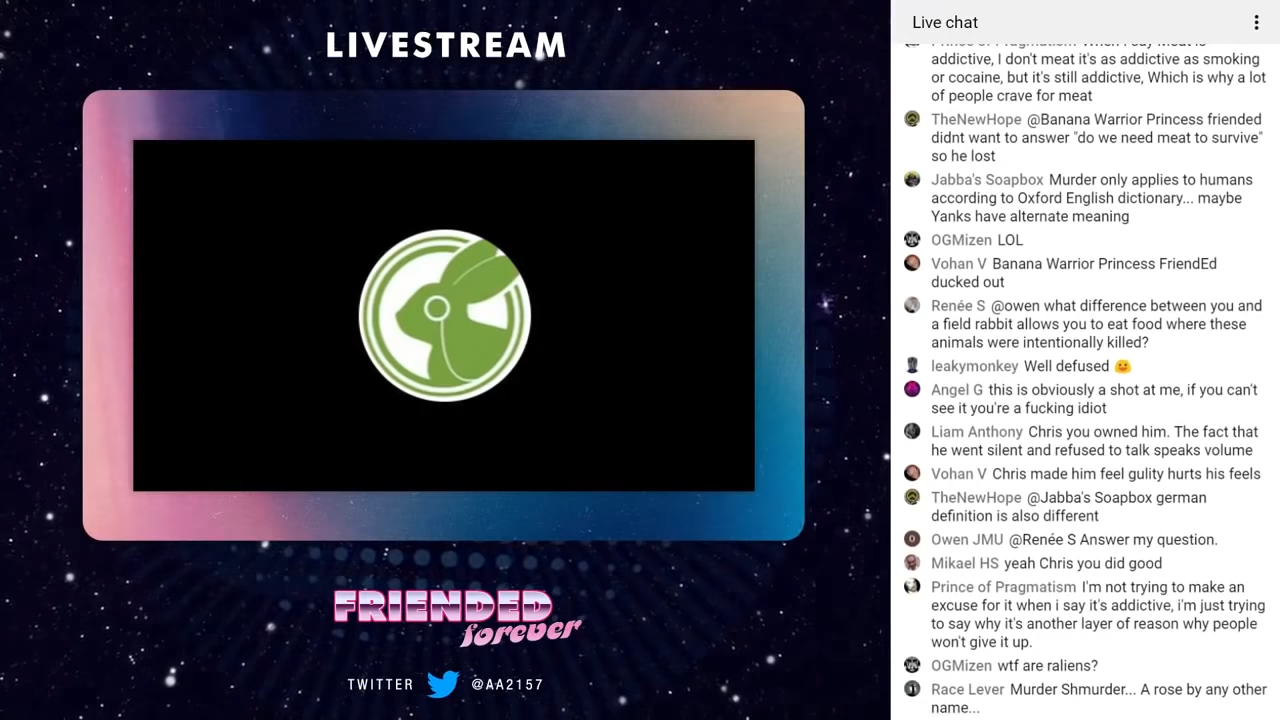 LIVESTREAM
FRIENDED
forever
TWITTER @AA2157
Live chat
Prince of Pragmatism When I say Meat is
addictive, I don't meat it's as addictive as smoking
or cocaine, but it's still addictive, Which is why a lot
of people crave for meat
TheNewHope @Banana Warrior Princess friended
didnt want to answer "do we need meat to survive"
so he lost
Jabba's Soapbox Murder only applies to humans
according to Oxford English dictionary... maybe
Yanks have alternate meaning
OGMizen LOL
Vohan V Banana Warrior Princess FriendEd
ducked out
Renée S @owen what difference between you and
a field rabbit allows you to eat food where these
animals were intentionally killed?
leakymonkey Well defused
Angel G this is obviously a shot at me, if you can't
see it you're a fucking idiot
Liam Anthony Chris you owned him. The fact that
he went silent and refused to talk speaks volume
Vohan V Chris made him feel gulity hurts his feels
TheNewHope @Jabba's Soapbox german
definition is also different
O Owen JMU @Renée S Answer my question.
Mikael HS yeah Chris you did good
Prince of Pragmatism I'm not trying to make an
excuse for it when i say it's addictive, i'm just trying
to say why it's another layer of reason why people
won't give it up.
OGMizen wtf are raliens?
Race Lever Murder Shmurder... A rose by any other
name...